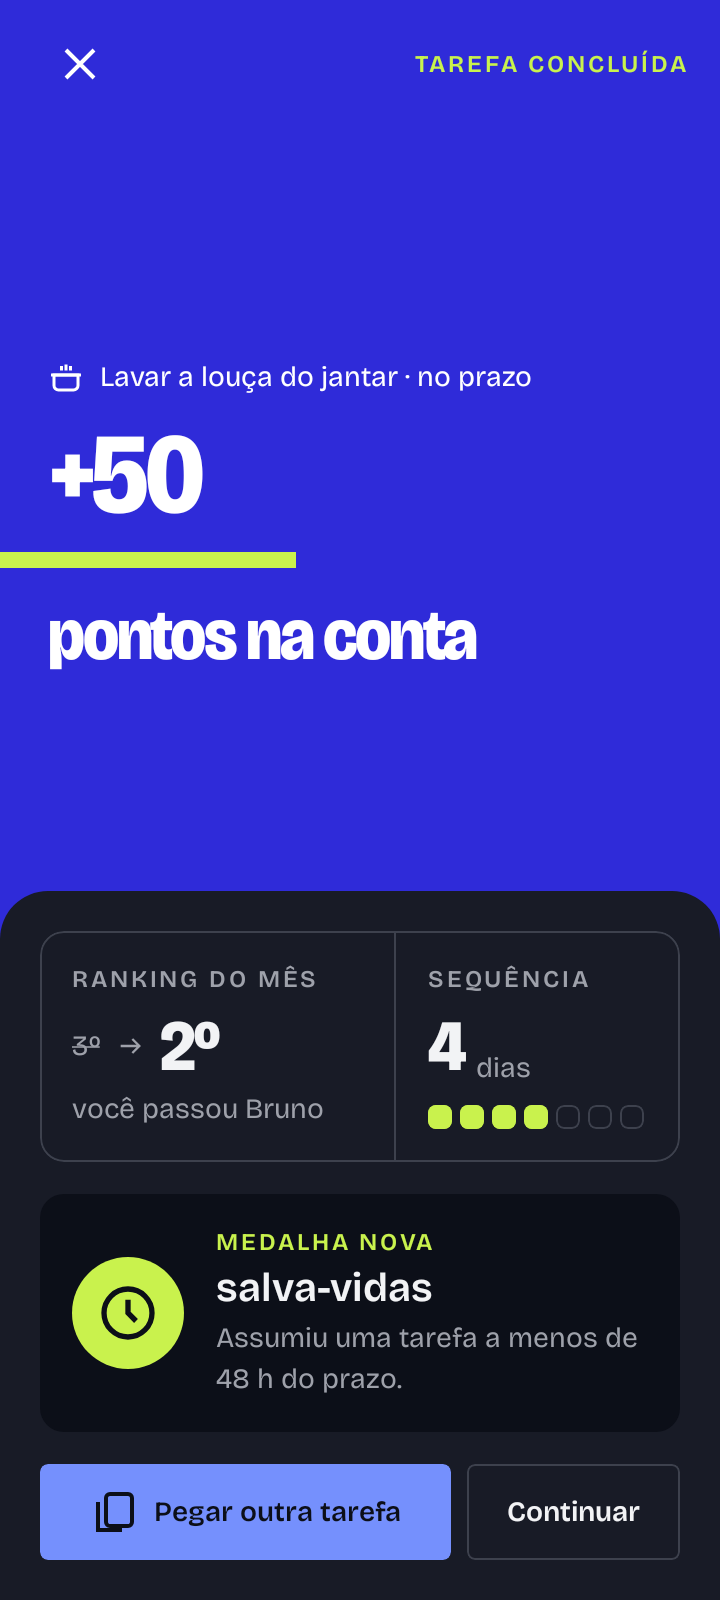 TAREFA CONCLUÍDA
Lavar a louça do jantar · no prazo
+50
pontos na conta
RANKING DO MÊS
3º → 2º
você passou Bruno
SEQUÊNCIA
4 dias
MEDALHA NOVA
salva-vidas
Assumiu uma tarefa a menos de
48 h do prazo.
Pegar outra tarefa
Continuar